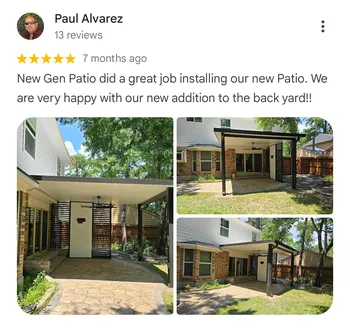 Paul Alvarez
13 reviews
7 months ago
New Gen Patio did a great job installing our new Patio. We
are very happy with our new addition to the back yard!!